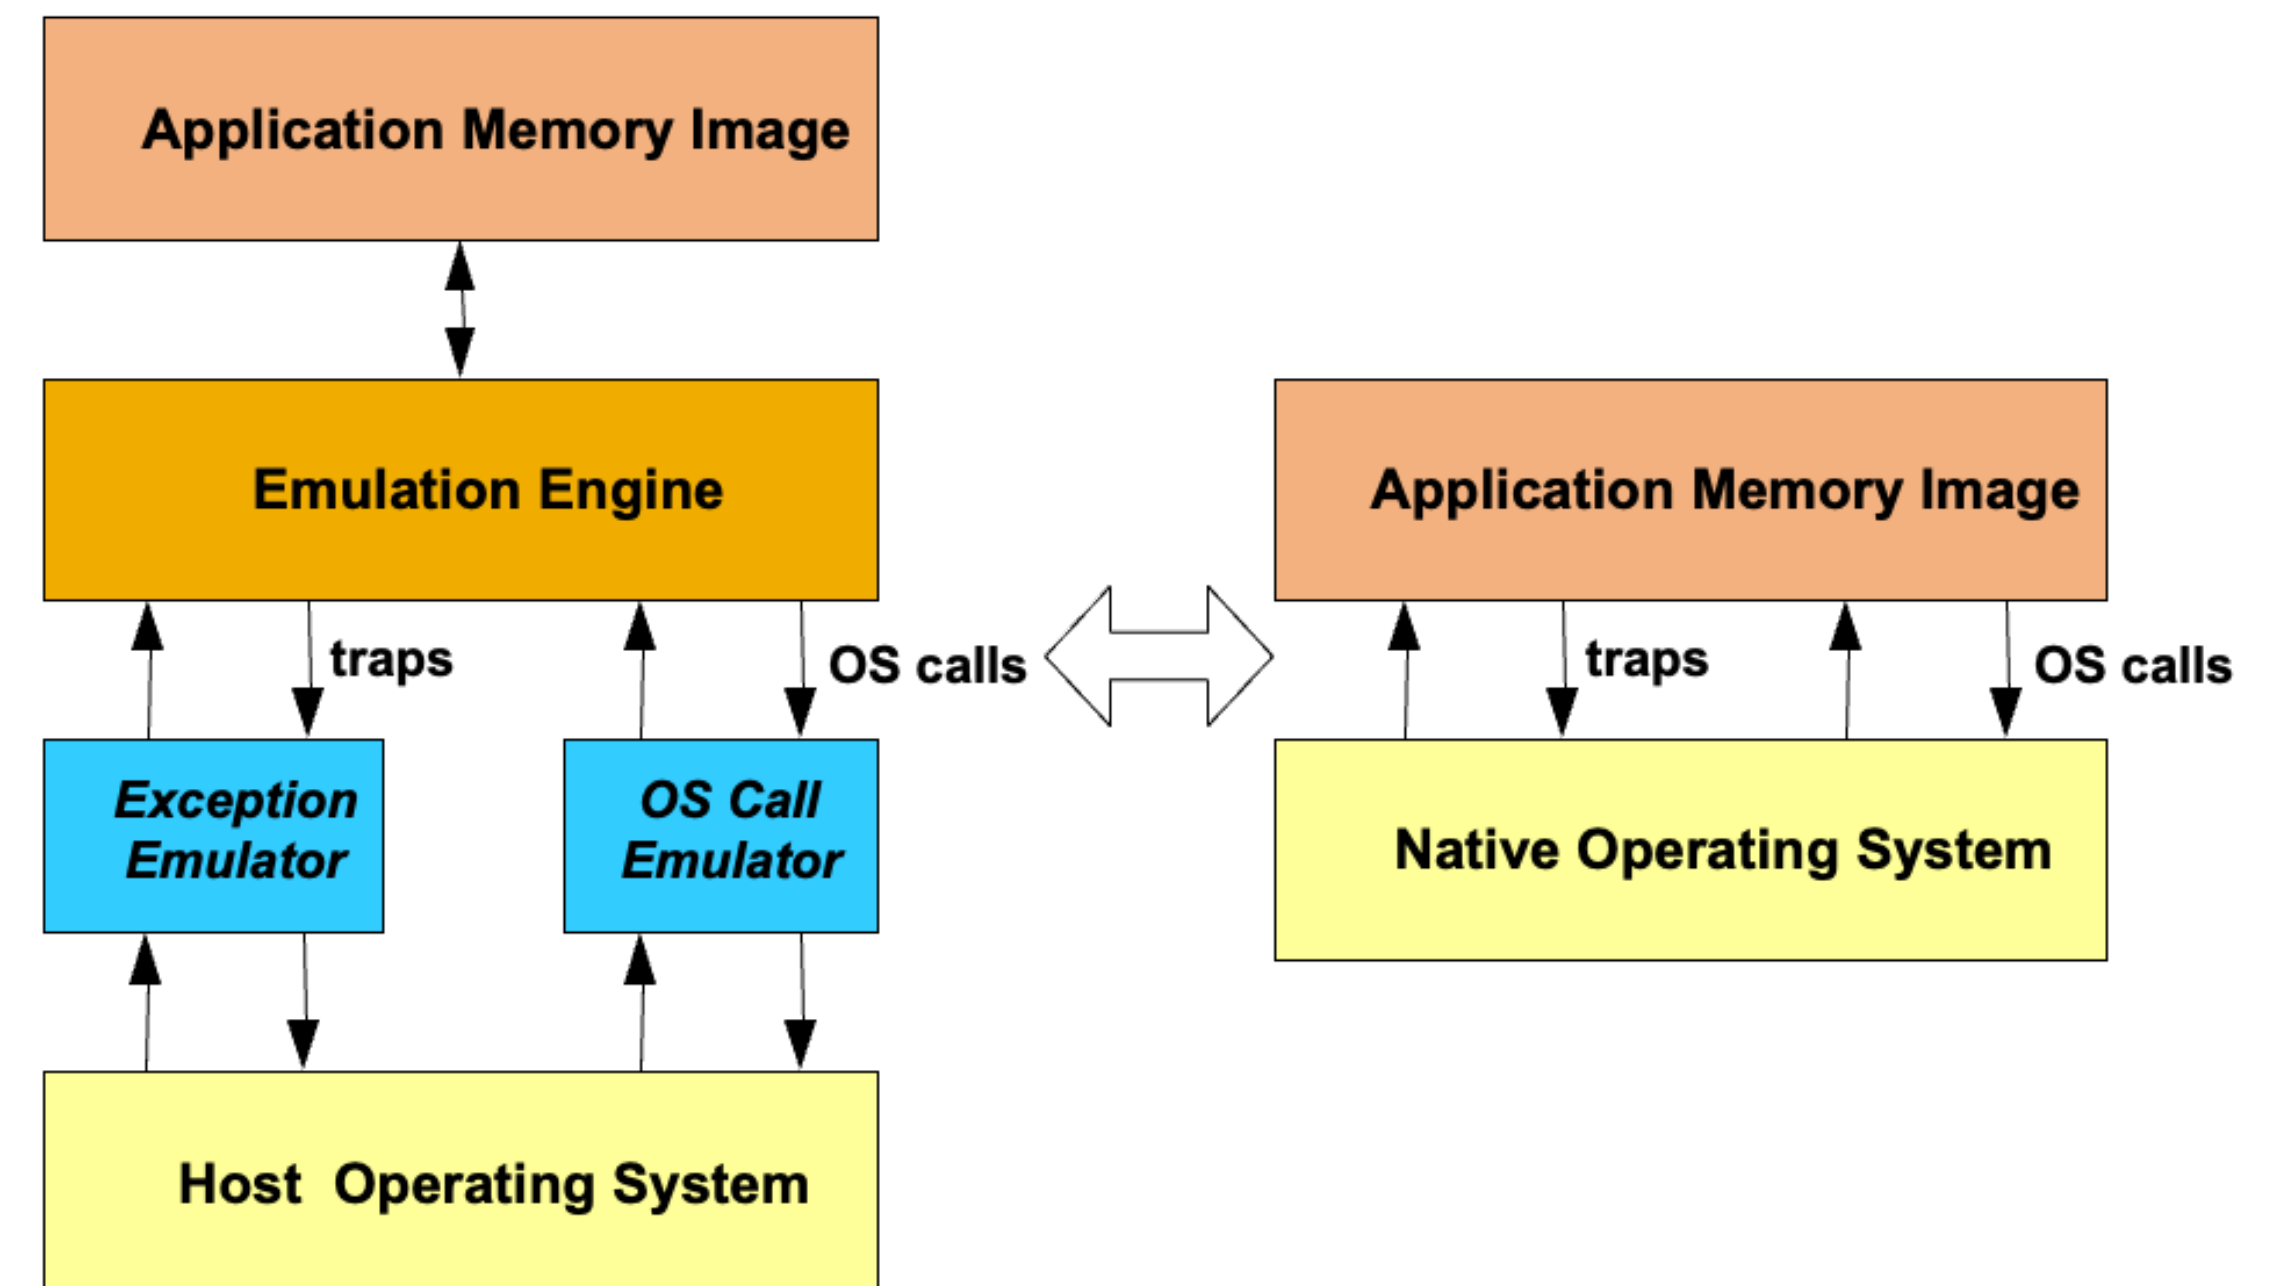 Application Memory Image
Emulation Engine
traps
OS calls
Exception
Emulator
OS Call
Emulator
Host Operating System
Application Memory Image
traps
OS calls
Native Operating System